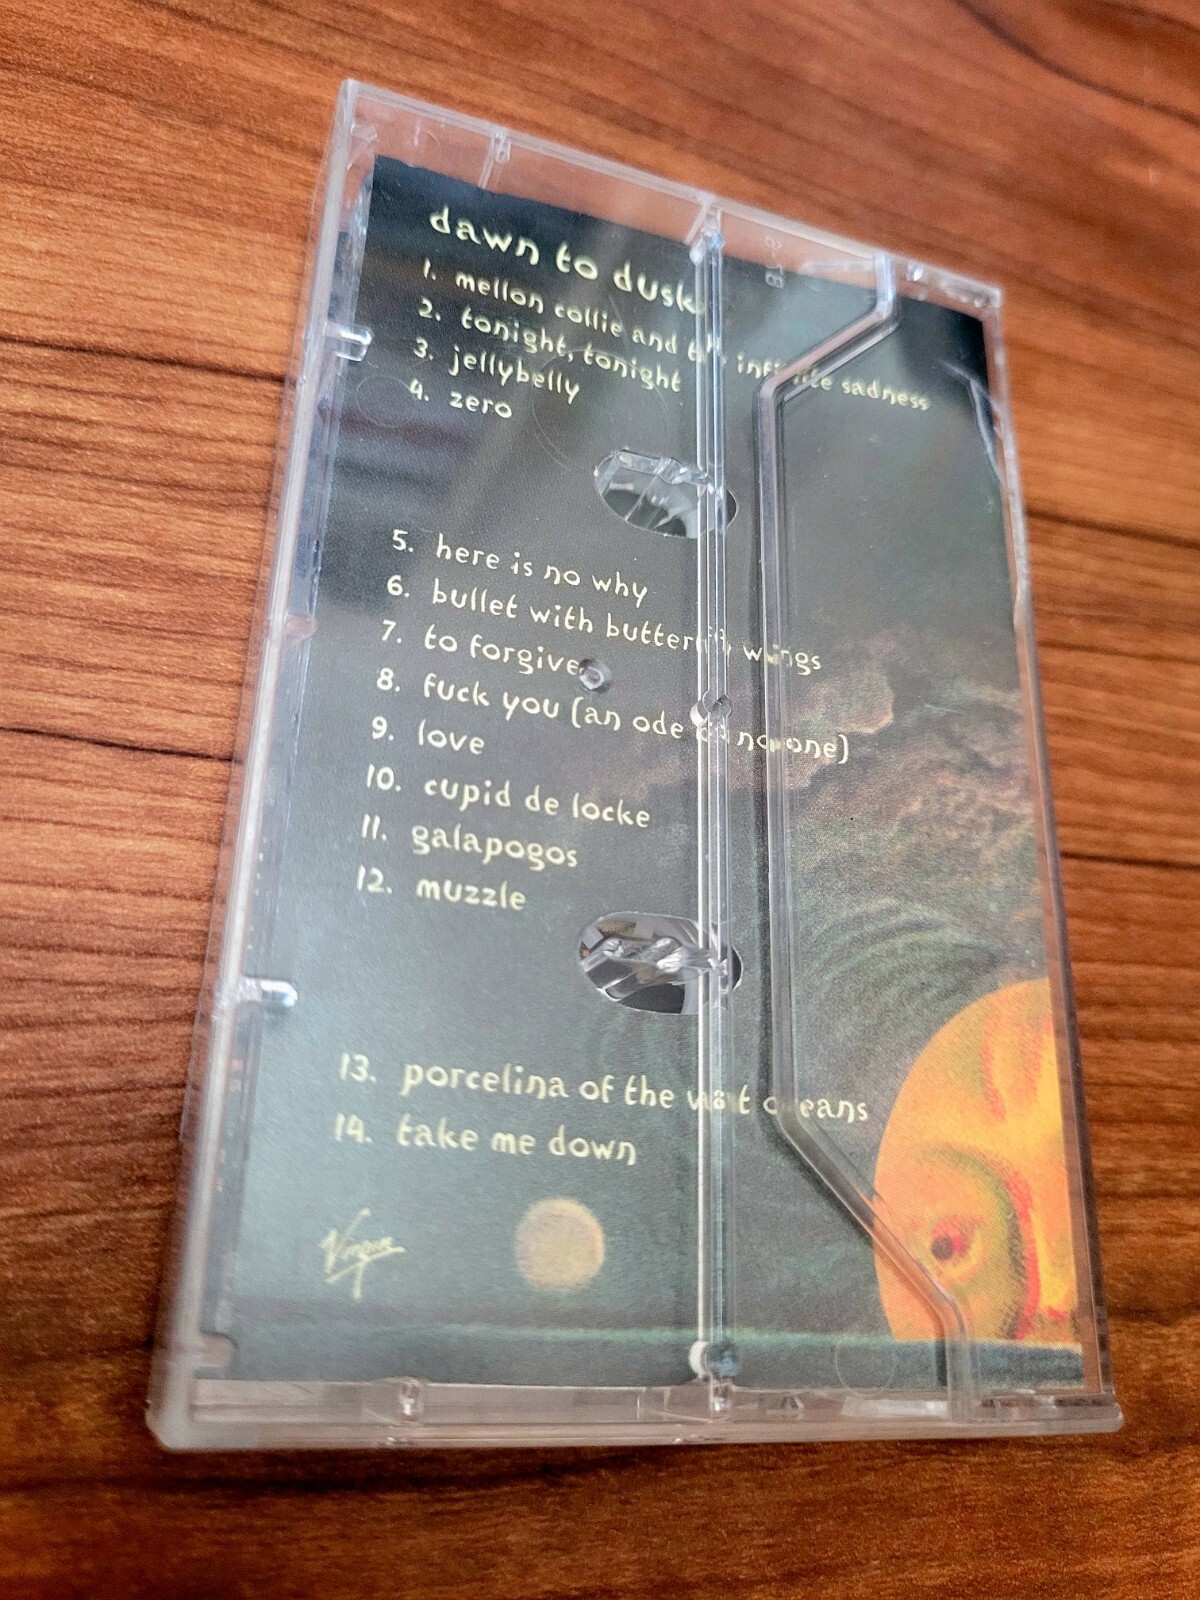 dawn to dusk
1. mellon collie and the infinite sadness
2. tonight, tonight
3. jellybelly
4. zero
5. here is no why
6. bullet with butterfly wings
7. to forgive
8. fuck you (an ode to no one)
9. love
10. cupid de locke
11. galapogos
12. muzzle
13. porcelina of the vast oceans
14. take me down
Virgin